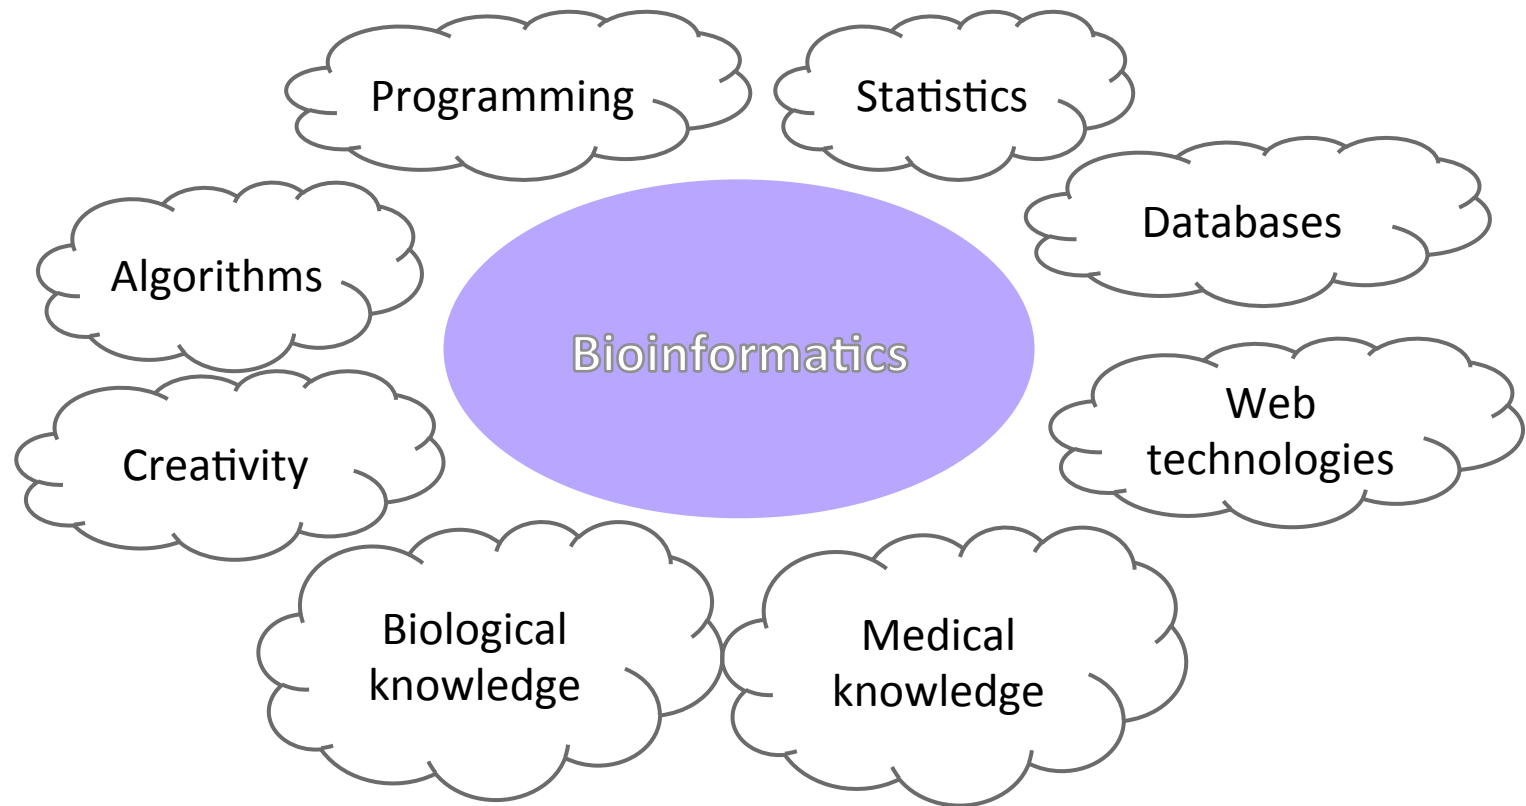 Programming
Statistics
Databases
Algorithms
Bioinformatics
Web
technologies
Creativity
Biological
knowledge
Medical
knowledge